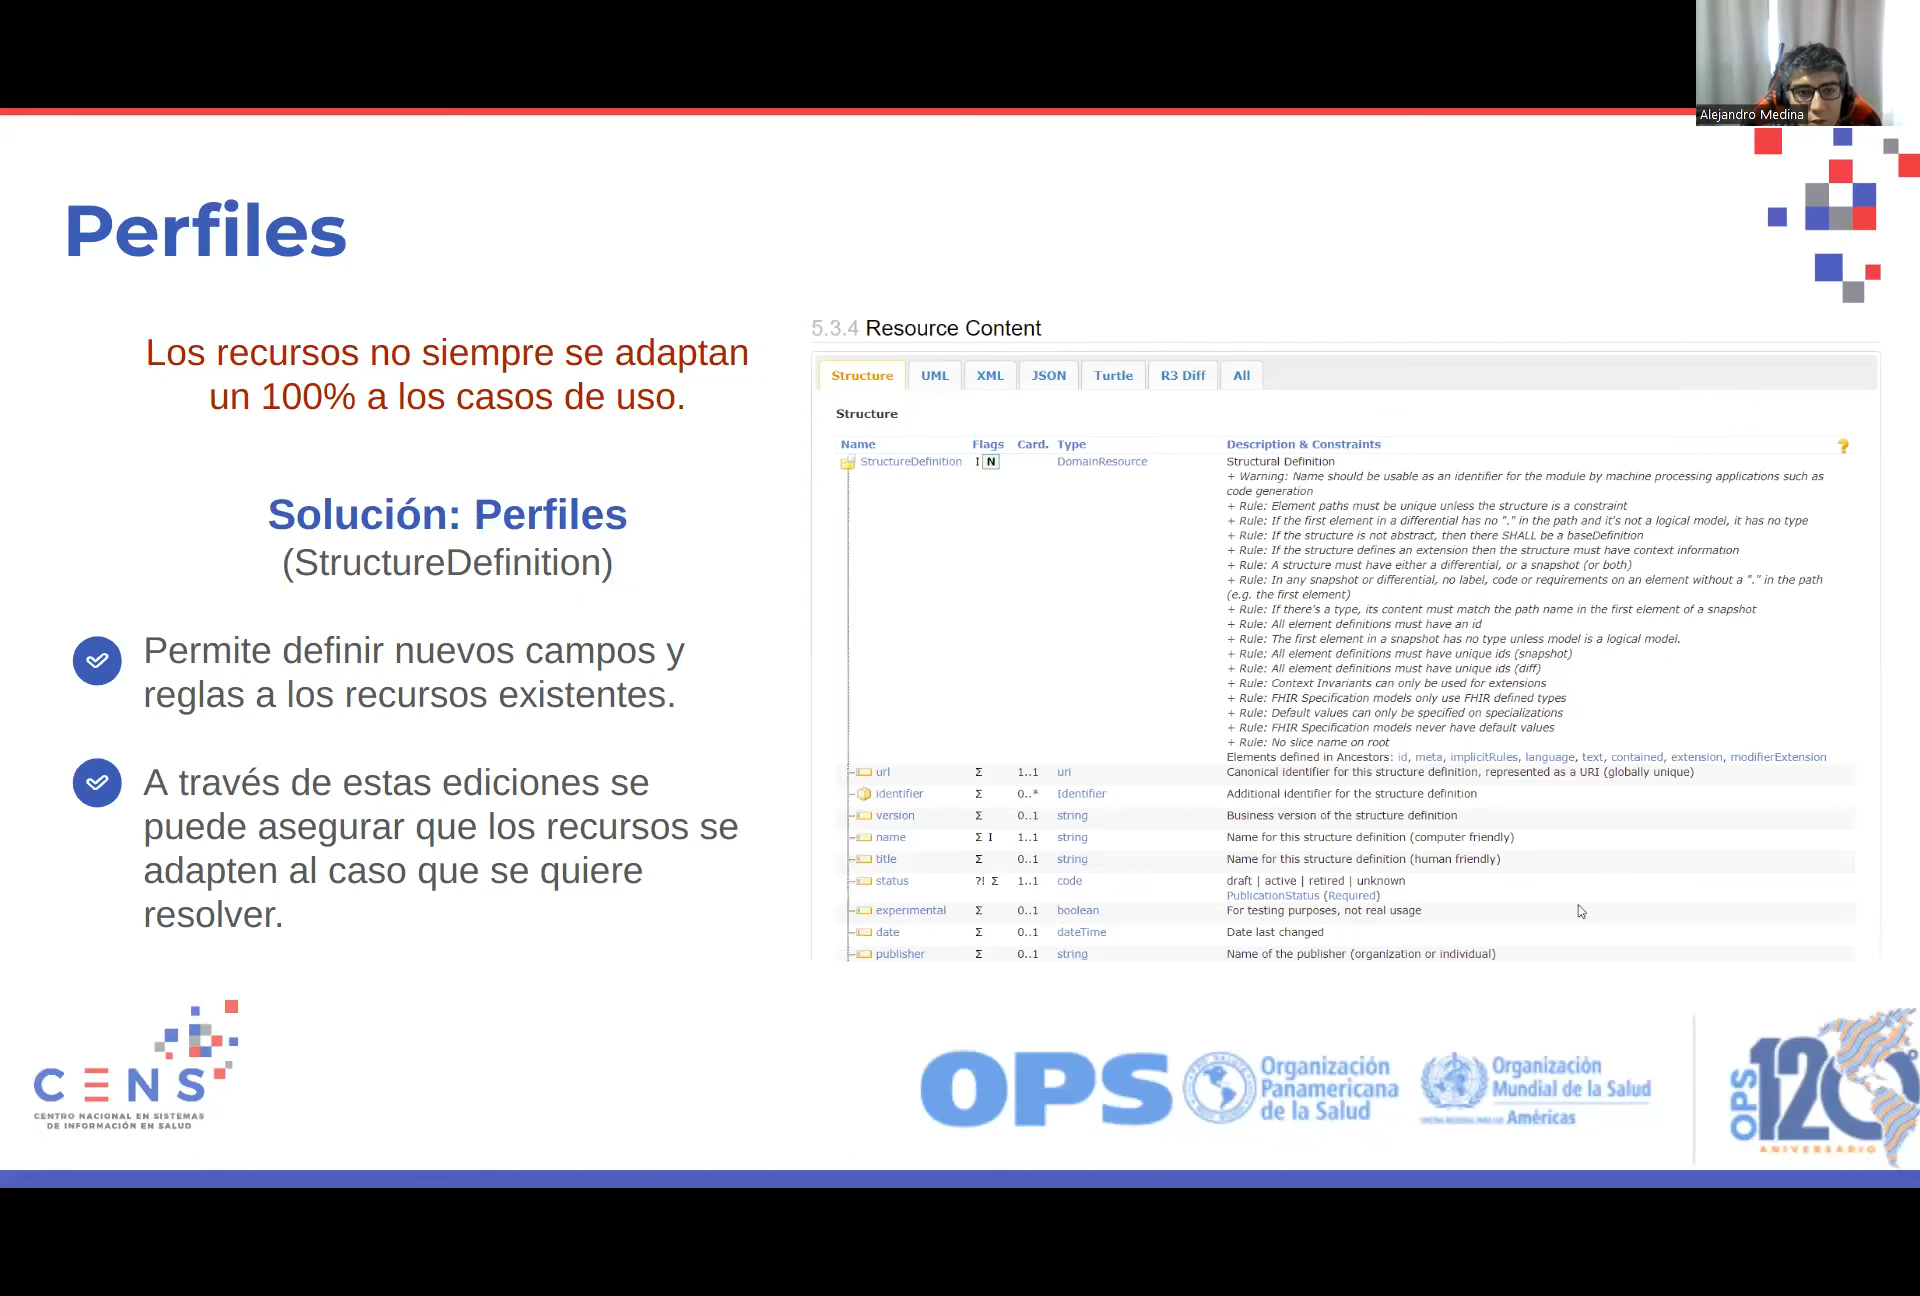 Alejandro Medina
Perfiles
Los recursos no siempre se adaptan
un 100% a los casos de uso.
Solución: Perfiles
(StructureDefinition)
Permite definir nuevos campos y
reglas a los recursos existentes.
A través de estas ediciones se
puede asegurar que los recursos se
adapten al caso que se quiere
resolver.
5.3.4 Resource Content
Structure UML XML JSON Turtle R3 Diff All
Structure
Name Flags Card. Type Description & Constraints
StructureDefinition I N DomainResource Structural Definition
+ Warning: Name should be usable as an identifier for the module by machine processing applications such as
code generation
+ Rule: Element paths must be unique unless the structure is a constraint
+ Rule: If the first element in a differential has no "." in the path and it's not a logical model, it has no type
+ Rule: If the structure is not abstract, then there SHALL be a baseDefinition
+ Rule: If the structure defines an extension then the structure must have context information
+ Rule: A structure must have either a differential, or a snapshot (or both)
+ Rule: In any snapshot or differential, no label, code or requirements on an element without a "." in the path
(e.g. the first element)
+ Rule: If there's a type, its content must match the path name in the first element of a snapshot
+ Rule: All element definitions must have an id
+ Rule: The first element in a snapshot has no type unless model is a logical model.
+ Rule: All element definitions must have unique ids (snapshot)
+ Rule: All element definitions must have unique ids (diff)
+ Rule: Context Invariants can only be used for extensions
+ Rule: FHIR Specification models only use FHIR defined types
+ Rule: Default values can only be specified on specializations
+ Rule: FHIR Specification models never have default values
+ Rule: No slice name on root
Elements defined in Ancestors: id, meta, implicitRules, language, text, contained, extension, modifierExtension
url Σ 1..1 uri Canonical identifier for this structure definition, represented as a URI (globally unique)
identifier Σ 0..* Identifier Additional identifier for the structure definition
version Σ 0..1 string Business version of the structure definition
name Σ I 1..1 string Name for this structure definition (computer friendly)
title Σ 0..1 string Name for this structure definition (human friendly)
status ?! Σ 1..1 code draft | active | retired | unknown
PublicationStatus (Required)
experimental Σ 0..1 boolean For testing purposes, not real usage
date Σ 0..1 dateTime Date last changed
publisher Σ 0..1 string Name of the publisher (organization or individual)
CENS
CENTRO NACIONAL EN SISTEMAS
DE INFORMACIÓN EN SALUD
OPS
Organización
Panamericana
de la Salud
Organización
Mundial de la Salud
Américas
OPS 120
ANIVERSARIO